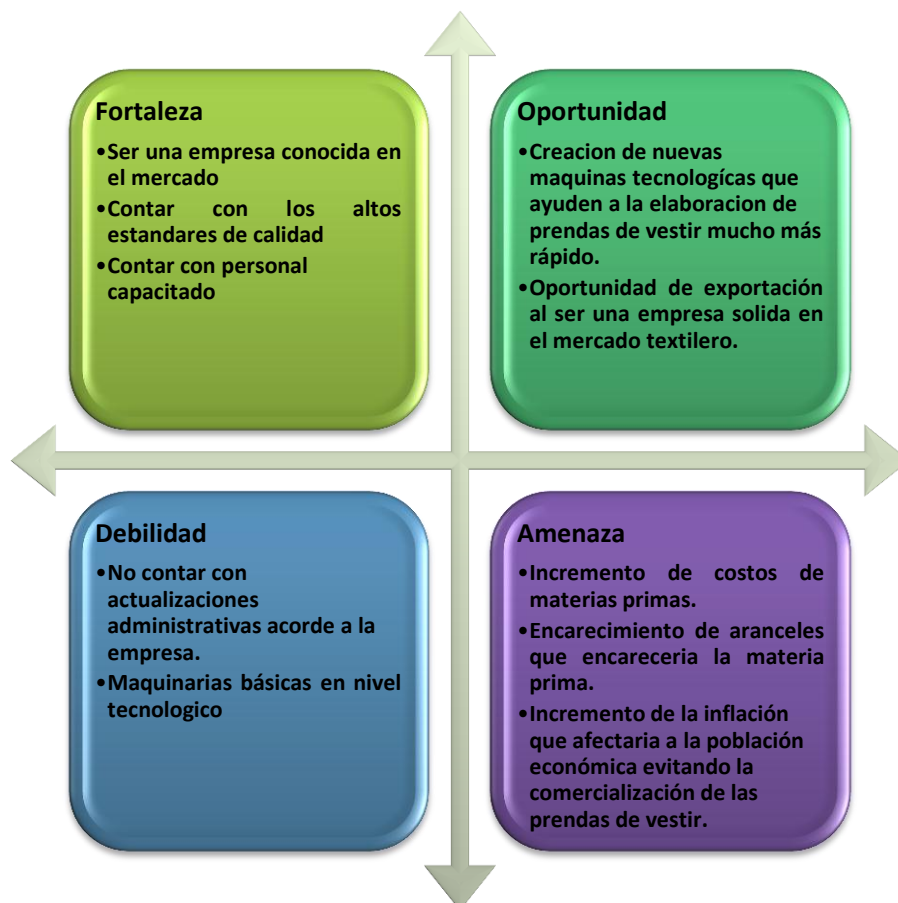 Fortaleza
•Ser una empresa conocida en
el mercado
•Contar con los altos
estandares de calidad
•Contar con personal
capacitado
Oportunidad
•Creacion de nuevas
maquinas tecnologícas que
ayuden a la elaboracion de
prendas de vestir mucho más
rápido.
•Oportunidad de exportación
al ser una empresa solida en
el mercado textilero.
Debilidad
•No contar con
actualizaciones
administrativas acorde a la
empresa.
•Maquinarias básicas en nivel
tecnologico
Amenaza
•Incremento de costos de
materias primas.
•Encarecimiento de aranceles
que encareceria la materia
prima.
•Incremento de la inflación
que afectaria a la población
económica evitando la
comercialización de las
prendas de vestir.